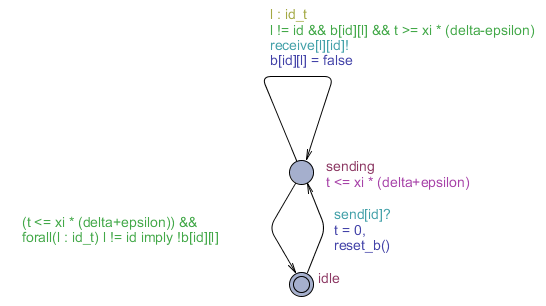 l : id_t
l != id && b[id][l] && t >= xi * (delta-epsilon)
receive[l][id]!
b[id][l] = false
sending
t <= xi * (delta+epsilon)
(t <= xi * (delta+epsilon)) &&
forall(l : id_t) l != id imply !b[id][l]
send[id]?
t = 0,
reset_b()
idle